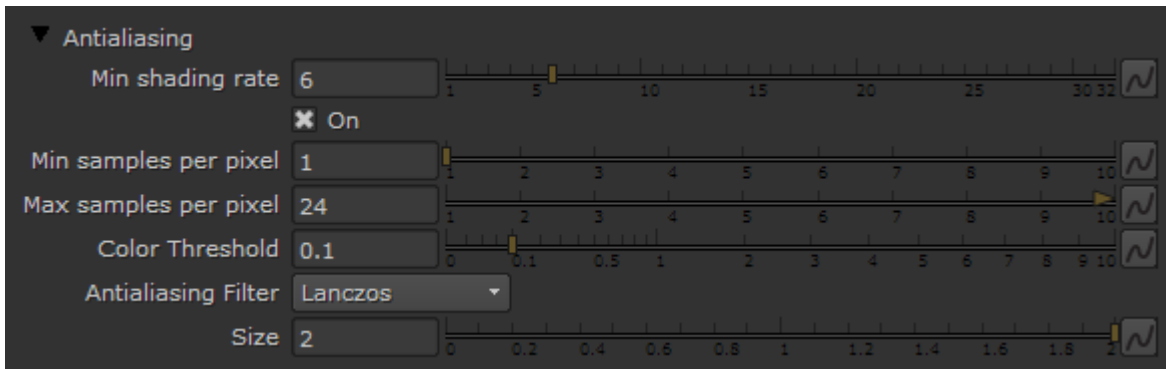 Antialiasing
Min shading rate 6 1 5 10 15 20 25 30 32
On
Min samples per pixel 1 1 2 3 4 5 6 7 8 9 10
Max samples per pixel 24 1 2 3 4 5 6 7 8 9 10
Color Threshold 0.1 0 0.1 0.5 1 2 3 4 5 6 7 8 9 10
Antialiasing Filter Lanczos
Size 2 0 0.2 0.4 0.6 0.8 1 1.2 1.4 1.6 1.8 2